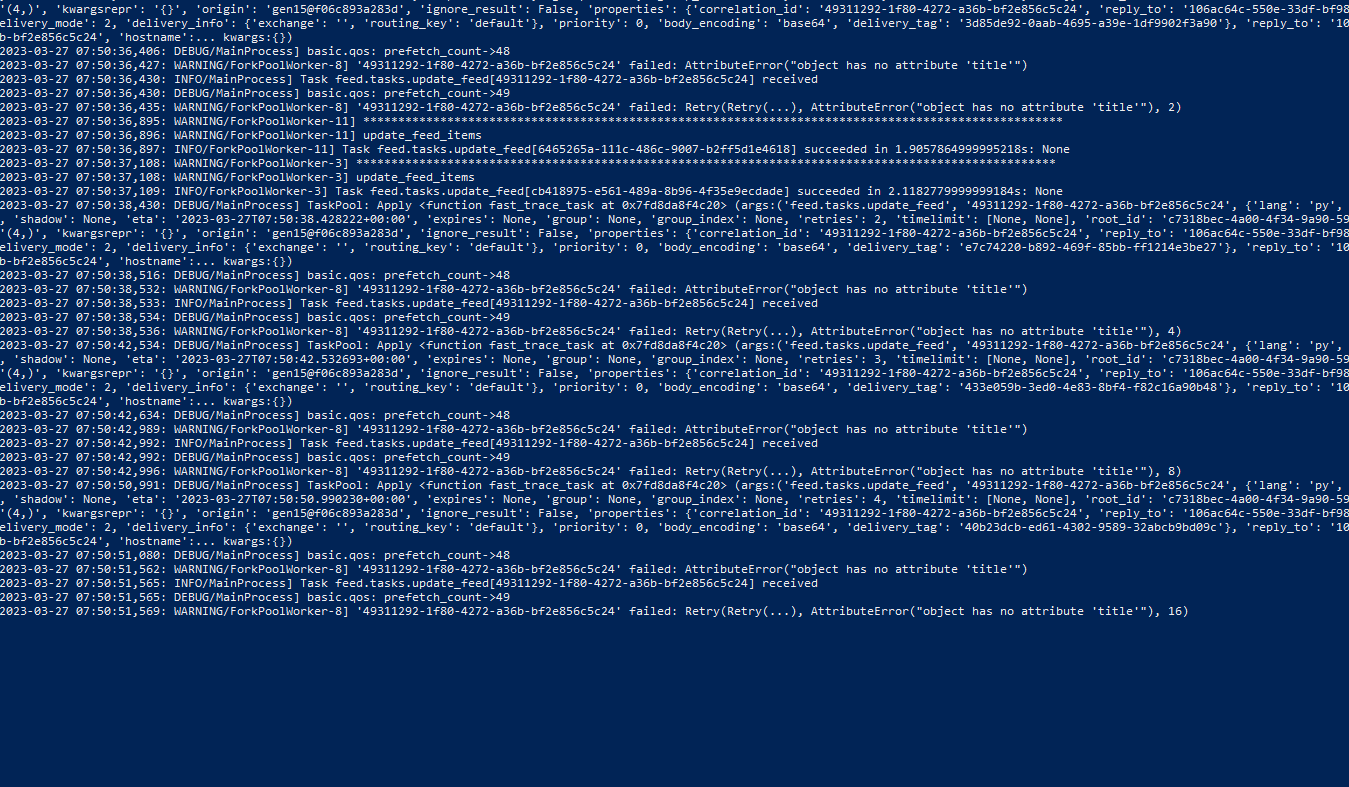 '(4,)', 'kwargsrepr': '{}', 'origin': 'gen15@f06c893a283d', 'ignore_result': False, 'properties': {'correlation_id': '49311292-1f80-4272-a36b-bf2e856c5c24', 'reply_to': '106ac64c-550e-33df-bf98
elivery_mode': 2, 'delivery_info': {'exchange': '', 'routing_key': 'default'}, 'priority': 0, 'body_encoding': 'base64', 'delivery_tag': '3d85de92-0aab-4695-a39e-1df9902f3a90'}, 'reply_to': '10
b-bf2e856c5c24', 'hostname':... kwargs:{})
2023-03-27 07:50:36,406: DEBUG/MainProcess] basic.qos: prefetch_count->48
2023-03-27 07:50:36,427: WARNING/ForkPoolWorker-8] '49311292-1f80-4272-a36b-bf2e856c5c24' failed: AttributeError("object has no attribute 'title'")
2023-03-27 07:50:36,430: INFO/MainProcess] Task feed.tasks.update_feed[49311292-1f80-4272-a36b-bf2e856c5c24] received
2023-03-27 07:50:36,430: DEBUG/MainProcess] basic.qos: prefetch_count->49
2023-03-27 07:50:36,435: WARNING/ForkPoolWorker-8] '49311292-1f80-4272-a36b-bf2e856c5c24' failed: Retry(Retry(...), AttributeError("object has no attribute 'title'"), 2)
2023-03-27 07:50:36,895: WARNING/ForkPoolWorker-11] ****************************************************************************************************
2023-03-27 07:50:36,896: WARNING/ForkPoolWorker-11] update_feed_items
2023-03-27 07:50:36,897: INFO/ForkPoolWorker-11] Task feed.tasks.update_feed[6465265a-111c-486c-9007-b2ff5d1e4618] succeeded in 1.9057864999995218s: None
2023-03-27 07:50:37,108: WARNING/ForkPoolWorker-3] ****************************************************************************************************
2023-03-27 07:50:37,108: WARNING/ForkPoolWorker-3] update_feed_items
2023-03-27 07:50:37,109: INFO/ForkPoolWorker-3] Task feed.tasks.update_feed[cb418975-e561-489a-8b96-4f35e9ecdade] succeeded in 2.1182779999999184s: None
2023-03-27 07:50:38,430: DEBUG/MainProcess] TaskPool: Apply <function fast_trace_task at 0x7fd8da8f4c20> (args:('feed.tasks.update_feed', '49311292-1f80-4272-a36b-bf2e856c5c24', {'lang': 'py',
, 'shadow': None, 'eta': '2023-03-27T07:50:38.428222+00:00', 'expires': None, 'group': None, 'group_index': None, 'retries': 2, 'timelimit': [None, None], 'root_id': 'c7318bec-4a00-4f34-9a90-59
'(4,)', 'kwargsrepr': '{}', 'origin': 'gen15@f06c893a283d', 'ignore_result': False, 'properties': {'correlation_id': '49311292-1f80-4272-a36b-bf2e856c5c24', 'reply_to': '106ac64c-550e-33df-bf98
elivery_mode': 2, 'delivery_info': {'exchange': '', 'routing_key': 'default'}, 'priority': 0, 'body_encoding': 'base64', 'delivery_tag': 'e7c74220-b892-469f-85bb-ff1214e3be27'}, 'reply_to': '10
b-bf2e856c5c24', 'hostname':... kwargs:{})
2023-03-27 07:50:38,516: DEBUG/MainProcess] basic.qos: prefetch_count->48
2023-03-27 07:50:38,532: WARNING/ForkPoolWorker-8] '49311292-1f80-4272-a36b-bf2e856c5c24' failed: AttributeError("object has no attribute 'title'")
2023-03-27 07:50:38,533: INFO/MainProcess] Task feed.tasks.update_feed[49311292-1f80-4272-a36b-bf2e856c5c24] received
2023-03-27 07:50:38,534: DEBUG/MainProcess] basic.qos: prefetch_count->49
2023-03-27 07:50:38,536: WARNING/ForkPoolWorker-8] '49311292-1f80-4272-a36b-bf2e856c5c24' failed: Retry(Retry(...), AttributeError("object has no attribute 'title'"), 4)
2023-03-27 07:50:42,534: DEBUG/MainProcess] TaskPool: Apply <function fast_trace_task at 0x7fd8da8f4c20> (args:('feed.tasks.update_feed', '49311292-1f80-4272-a36b-bf2e856c5c24', {'lang': 'py',
, 'shadow': None, 'eta': '2023-03-27T07:50:42.532693+00:00', 'expires': None, 'group': None, 'group_index': None, 'retries': 3, 'timelimit': [None, None], 'root_id': 'c7318bec-4a00-4f34-9a90-59
'(4,)', 'kwargsrepr': '{}', 'origin': 'gen15@f06c893a283d', 'ignore_result': False, 'properties': {'correlation_id': '49311292-1f80-4272-a36b-bf2e856c5c24', 'reply_to': '106ac64c-550e-33df-bf98
elivery_mode': 2, 'delivery_info': {'exchange': '', 'routing_key': 'default'}, 'priority': 0, 'body_encoding': 'base64', 'delivery_tag': '433e059b-3ed0-4e83-8bf4-f82c16a90b48'}, 'reply_to': '10
b-bf2e856c5c24', 'hostname':... kwargs:{})
2023-03-27 07:50:42,634: DEBUG/MainProcess] basic.qos: prefetch_count->48
2023-03-27 07:50:42,989: WARNING/ForkPoolWorker-8] '49311292-1f80-4272-a36b-bf2e856c5c24' failed: AttributeError("object has no attribute 'title'")
2023-03-27 07:50:42,992: INFO/MainProcess] Task feed.tasks.update_feed[49311292-1f80-4272-a36b-bf2e856c5c24] received
2023-03-27 07:50:42,992: DEBUG/MainProcess] basic.qos: prefetch_count->49
2023-03-27 07:50:42,996: WARNING/ForkPoolWorker-8] '49311292-1f80-4272-a36b-bf2e856c5c24' failed: Retry(Retry(...), AttributeError("object has no attribute 'title'"), 8)
2023-03-27 07:50:50,991: DEBUG/MainProcess] TaskPool: Apply <function fast_trace_task at 0x7fd8da8f4c20> (args:('feed.tasks.update_feed', '49311292-1f80-4272-a36b-bf2e856c5c24', {'lang': 'py',
, 'shadow': None, 'eta': '2023-03-27T07:50:50.990230+00:00', 'expires': None, 'group': None, 'group_index': None, 'retries': 4, 'timelimit': [None, None], 'root_id': 'c7318bec-4a00-4f34-9a90-59
'(4,)', 'kwargsrepr': '{}', 'origin': 'gen15@f06c893a283d', 'ignore_result': False, 'properties': {'correlation_id': '49311292-1f80-4272-a36b-bf2e856c5c24', 'reply_to': '106ac64c-550e-33df-bf98
elivery_mode': 2, 'delivery_info': {'exchange': '', 'routing_key': 'default'}, 'priority': 0, 'body_encoding': 'base64', 'delivery_tag': '40b23dcb-ed61-4302-9589-32abcb9bd09c'}, 'reply_to': '10
b-bf2e856c5c24', 'hostname':... kwargs:{})
2023-03-27 07:50:51,080: DEBUG/MainProcess] basic.qos: prefetch_count->48
2023-03-27 07:50:51,562: WARNING/ForkPoolWorker-8] '49311292-1f80-4272-a36b-bf2e856c5c24' failed: AttributeError("object has no attribute 'title'")
2023-03-27 07:50:51,565: INFO/MainProcess] Task feed.tasks.update_feed[49311292-1f80-4272-a36b-bf2e856c5c24] received
2023-03-27 07:50:51,565: DEBUG/MainProcess] basic.qos: prefetch_count->49
2023-03-27 07:50:51,569: WARNING/ForkPoolWorker-8] '49311292-1f80-4272-a36b-bf2e856c5c24' failed: Retry(Retry(...), AttributeError("object has no attribute 'title'"), 16)